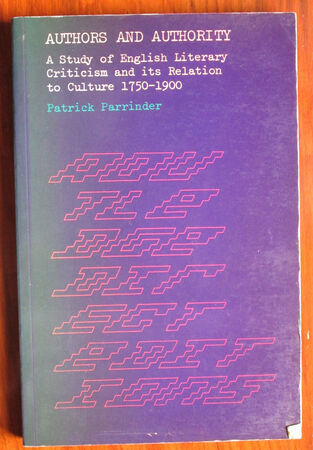 AUTHORS AND AUTHORITY
A Study of English Literary
Criticism and its Relation
to Culture 1750-1900
Patrick Parrinder